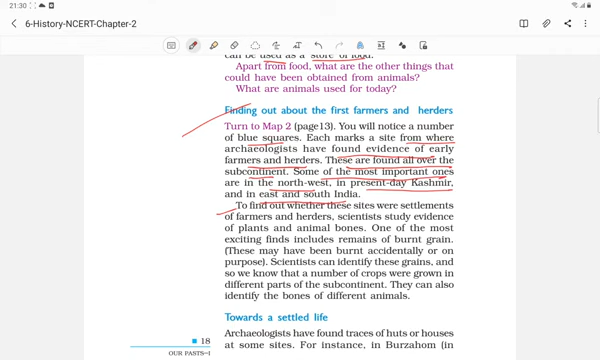 21:30
81%
6-History-NCERT-Chapter-2
can be used as a store of food.
Apart from food, what are the other things that
could have been obtained from animals?
What are animals used for today?
Finding out about the first farmers and herders
Turn to Map 2 (page13). You will notice a number
of blue squares. Each marks a site from where
archaeologists have found evidence of early
farmers and herders. These are found all over the
subcontinent. Some of the most important ones
are in the north-west, in present-day Kashmir,
and in east and south India.
To find out whether these sites were settlements
of farmers and herders, scientists study evidence
of plants and animal bones. One of the most
exciting finds includes remains of burnt grain.
(These may have been burnt accidentally or on
purpose). Scientists can identify these grains, and
so we know that a number of crops were grown in
different parts of the subcontinent. They can also
identify the bones of different animals.
Towards a settled life
18
Archaeologists have found traces of huts or houses
OUR PASTS–I
at some sites. For instance, in Burzahom (in